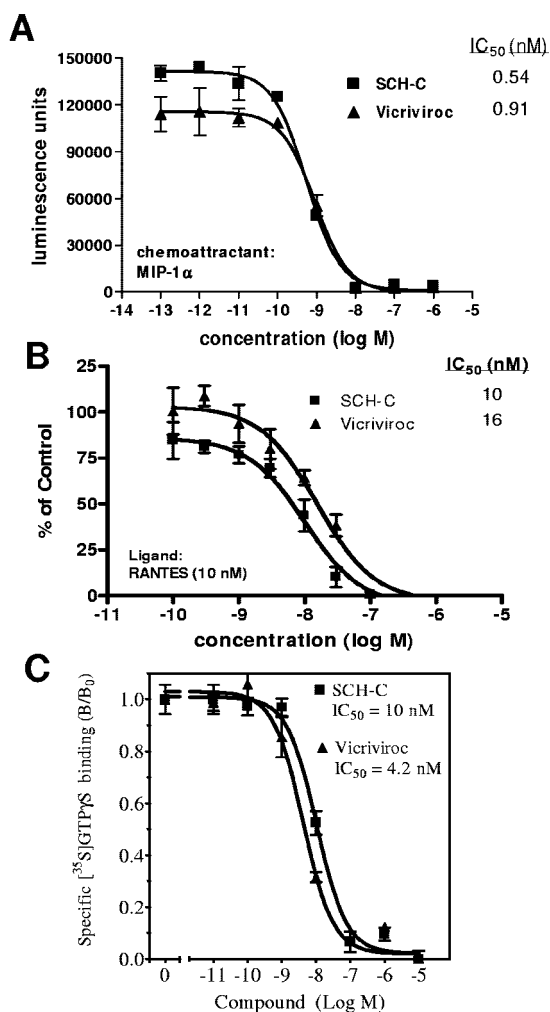 A
IC50 (nM)
SCH-C 0.54
Vicriviroc 0.91
luminescence units
150000
120000
90000
60000
30000
0
chemoattractant:
MIP-1α
-14 -13 -12 -11 -10 -9 -8 -7 -6 -5
concentration (log M)
B
IC50 (nM)
SCH-C 10
Vicriviroc 16
% of Control
25
100
75
50
25
0
Ligand:
RANTES (10 nM)
-11 -10 -9 -8 -7 -6 -5
concentration (log M)
C
SCH-C
IC50 = 10 nM
Vicriviroc
IC50 = 4.2 nM
Specific [35S]GTPγS binding (B/B0)
1.0
0.8
0.6
0.4
0.2
0.0
0 -11 -10 -9 -8 -7 -6 -5
Compound (Log M)